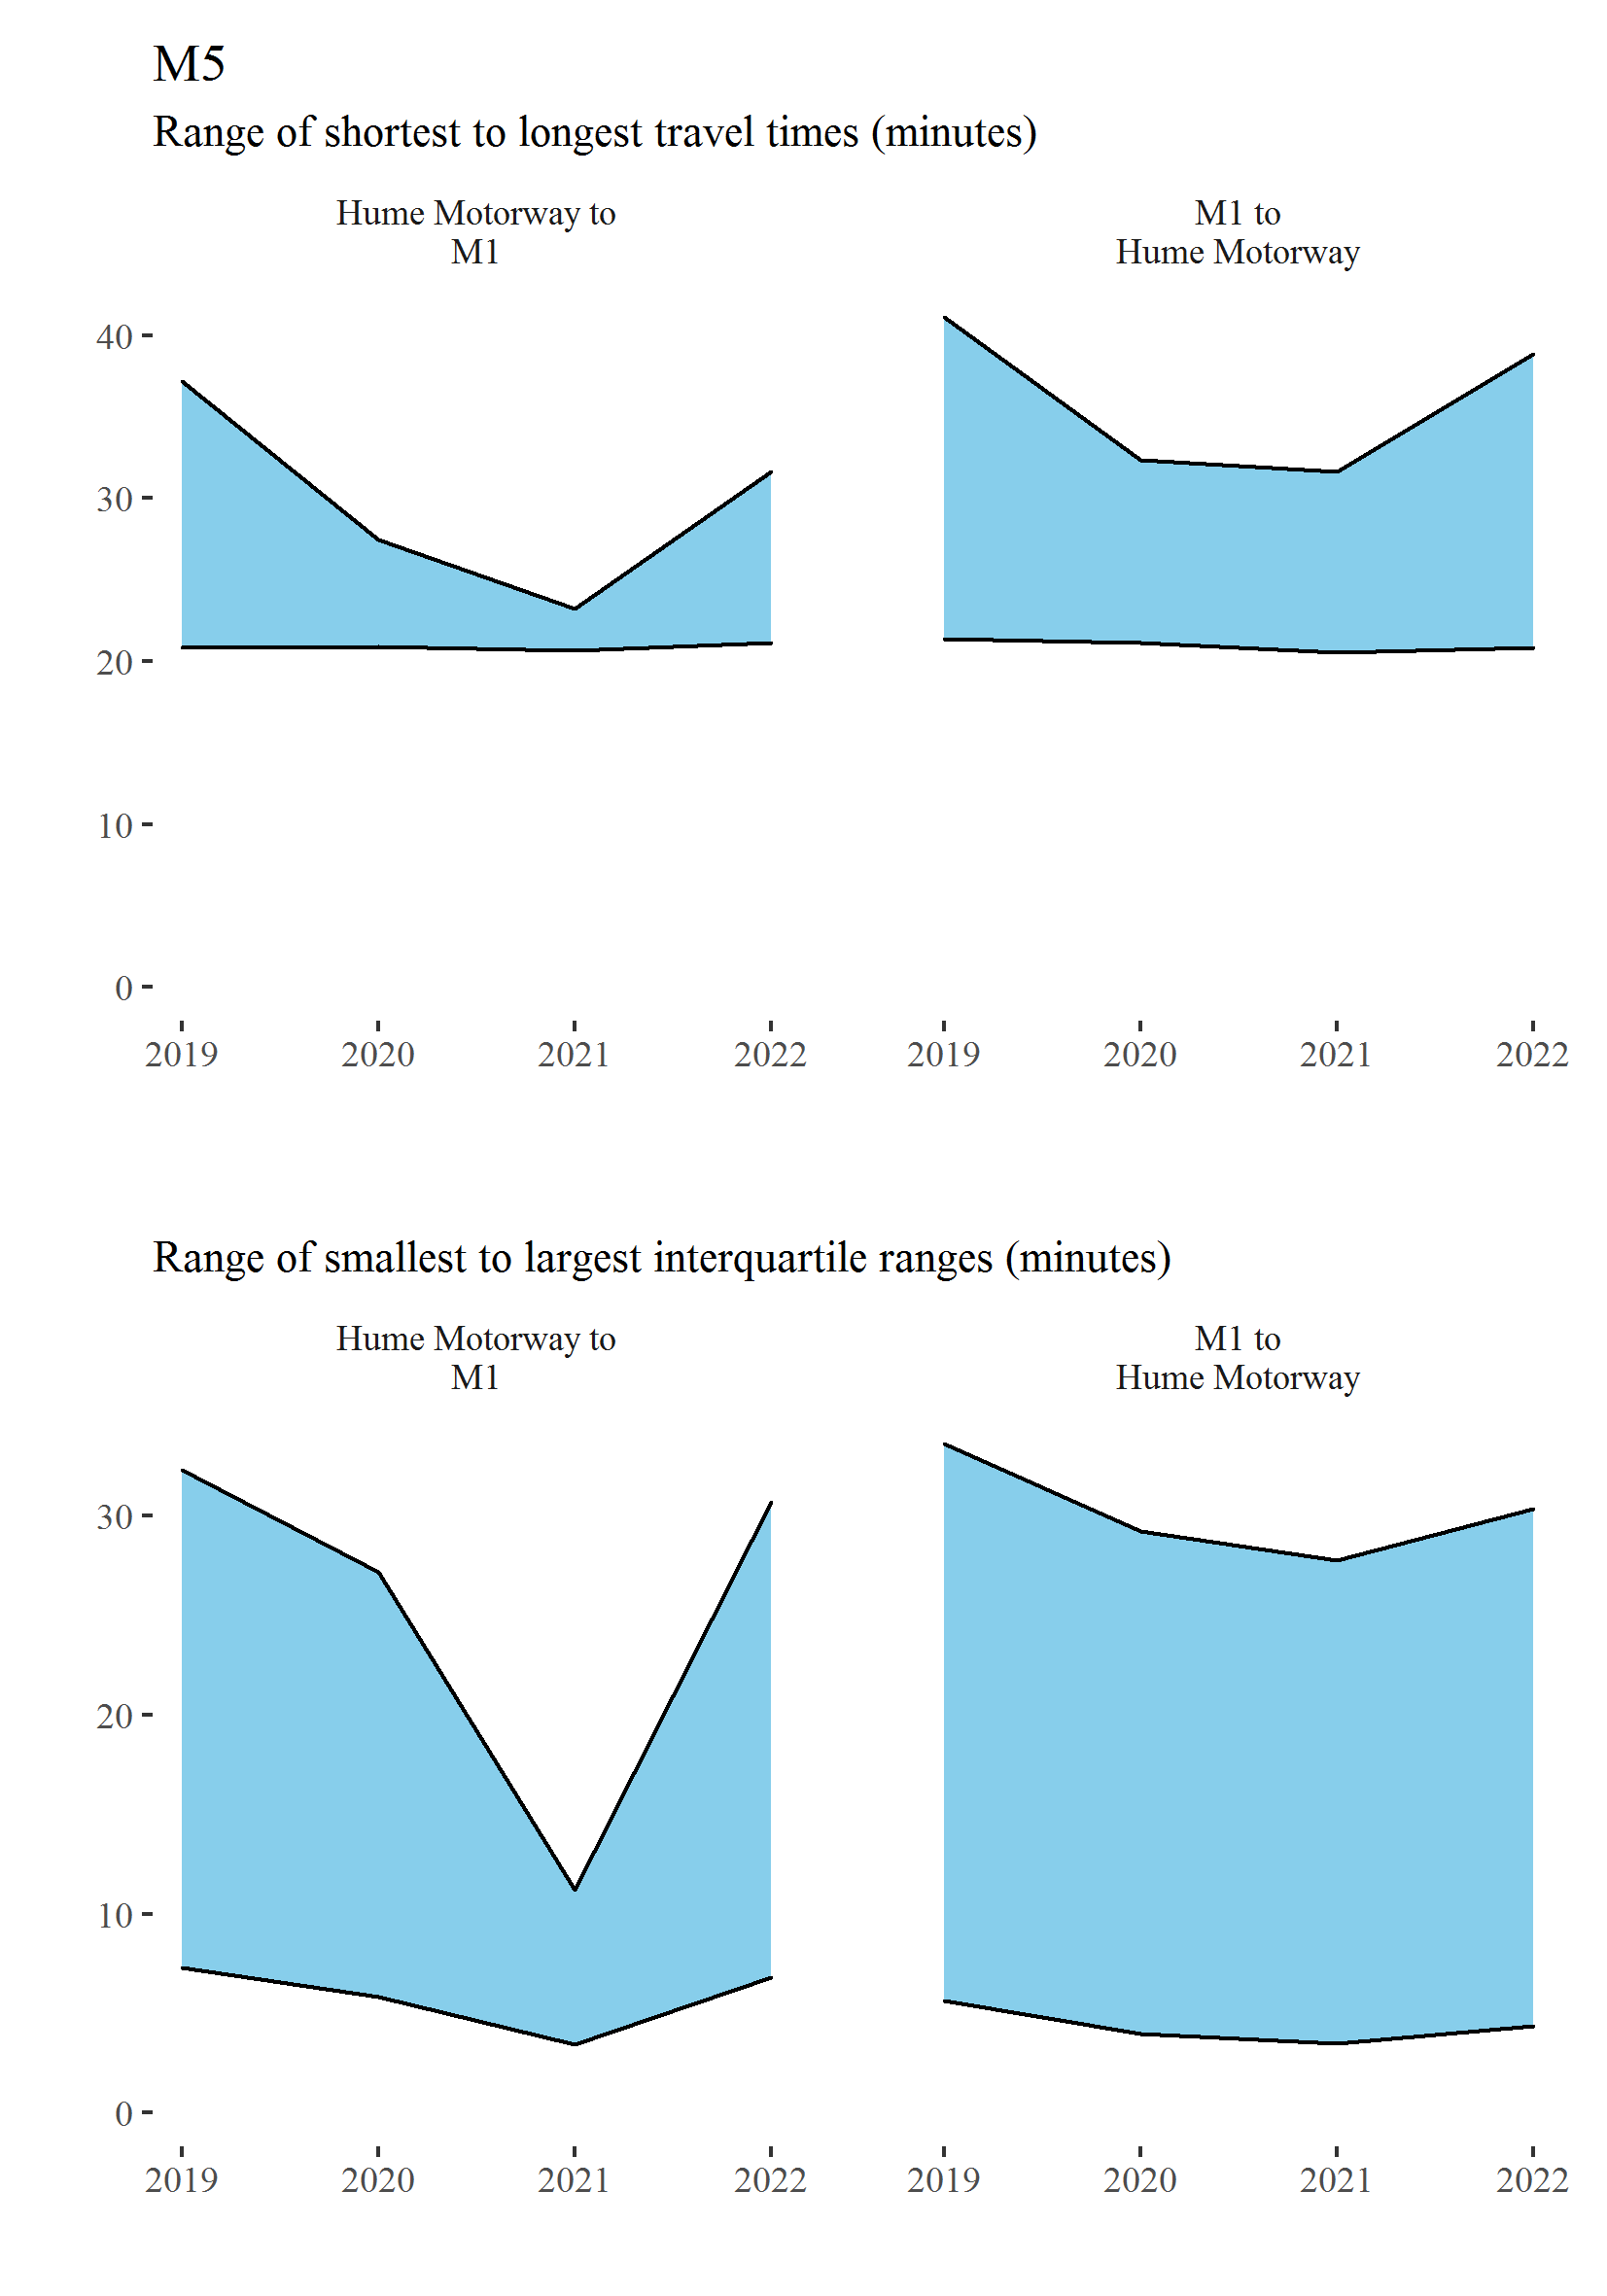 M5
Range of shortest to longest travel times (minutes)
Hume Motorway to
M1
M1 to
Hume Motorway
40
30
20
10
0
2019 2020 2021 2022 2019 2020 2021 2022
Range of smallest to largest interquartile ranges (minutes)
Hume Motorway to
M1
M1 to
Hume Motorway
30
20
10
0
2019 2020 2021 2022 2019 2020 2021 2022